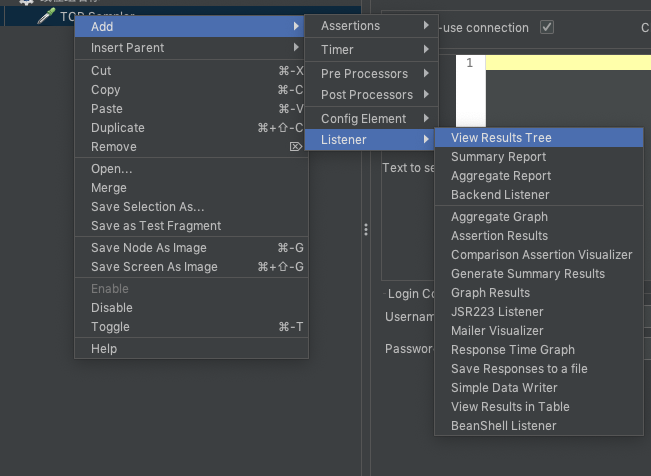 Add
Insert Parent
Cut ⌘-X
Copy ⌘-C
Paste ⌘-V
Duplicate ⌘+⇧-C
Remove ⌦
Open...
Merge
Save Selection As...
Save as Test Fragment
Save Node As Image ⌘-G
Save Screen As Image ⌘+⇧-G
Enable
Disable
Toggle ⌘-T
Help
Assertions
Timer
Pre Processors
Post Processors
Config Element
Listener
View Results Tree
Summary Report
Aggregate Report
Backend Listener
Aggregate Graph
Assertion Results
Comparison Assertion Visualizer
Generate Summary Results
Graph Results
JSR223 Listener
Mailer Visualizer
Response Time Graph
Save Responses to a file
Simple Data Writer
View Results in Table
BeanShell Listener
-use connection
C
1
Text to se
Login Co
Usernam
Passwor